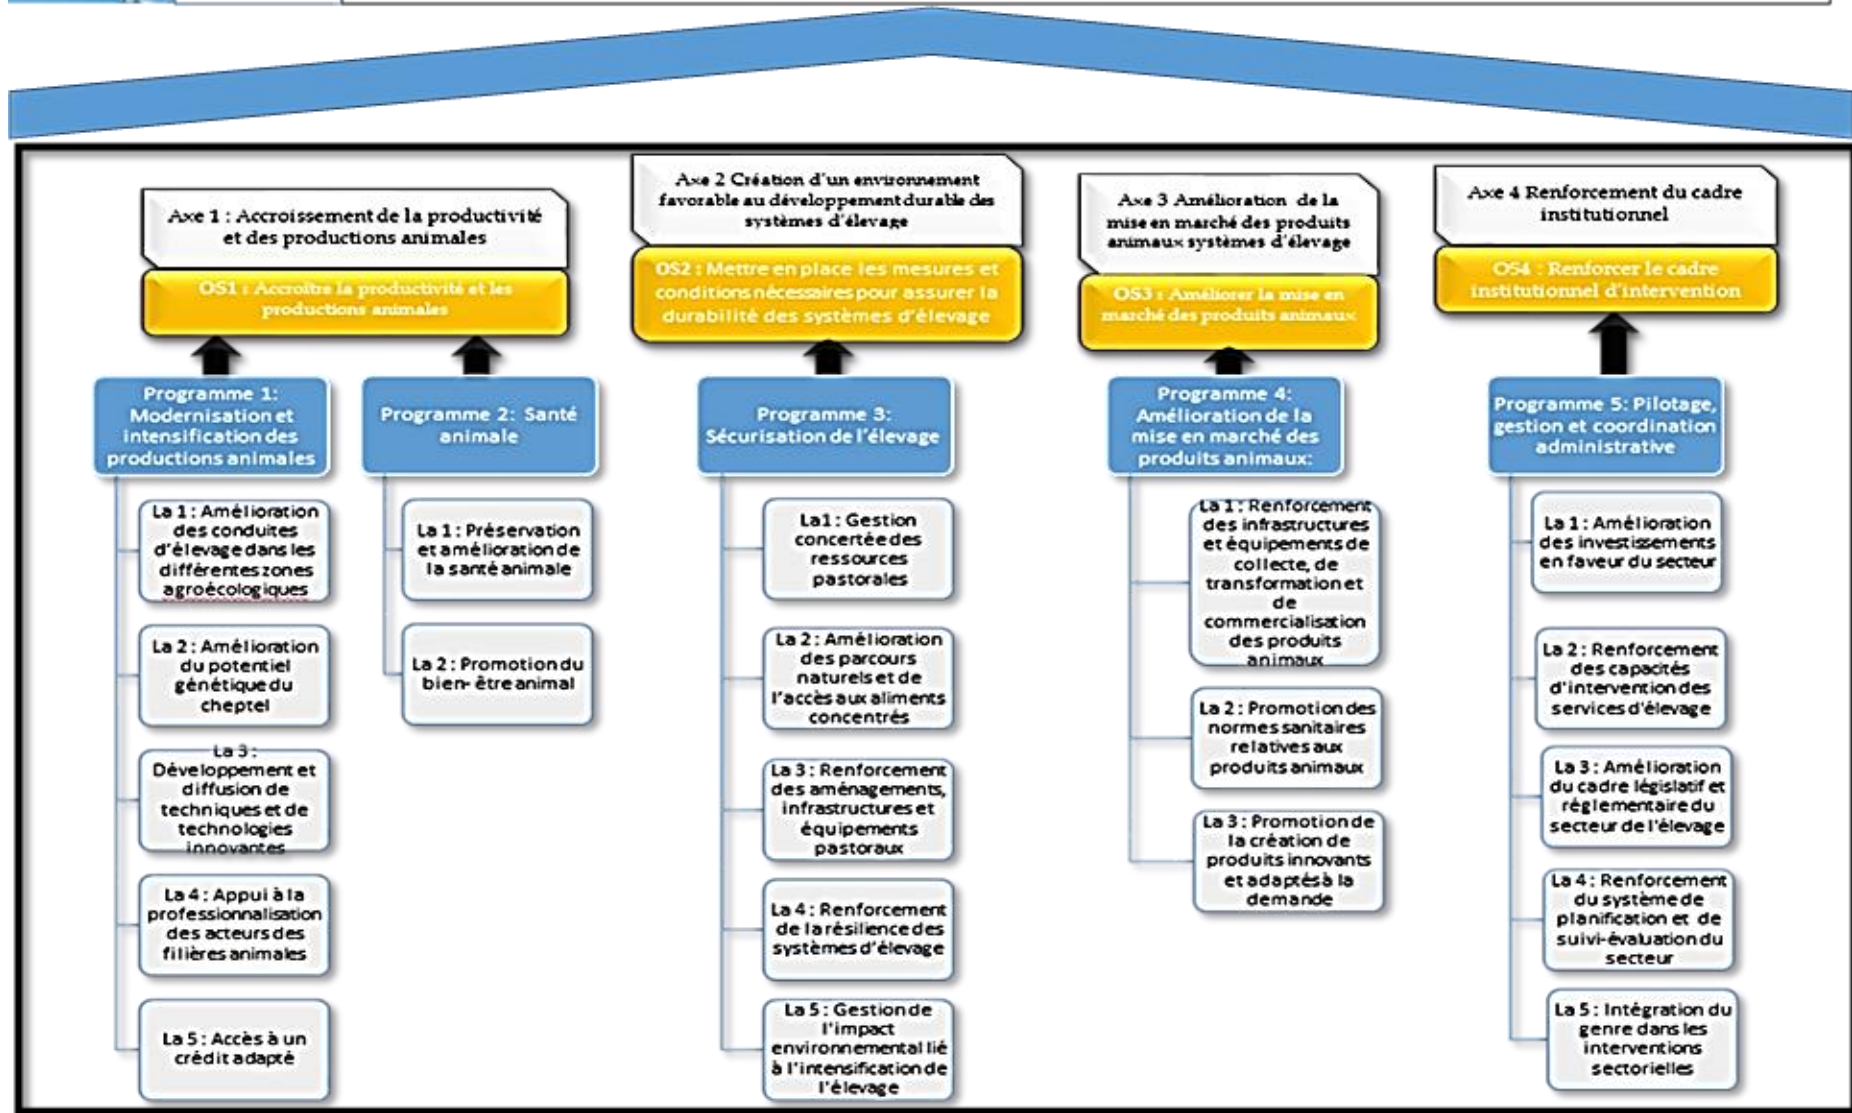 Axe 1 : Accroissement de la productivité
et des productions animales
OS1 : Accroître la productivité et les
productions animales
Axe 2 Création d'un environnement
favorable au développement durable des
systèmes d'élevage
OS2 : Mettre en place les mesures et
conditions nécessaires pour assurer la
durabilité des systèmes d'élevage
Axe 3 Amélioration de la
mise en marché des produits
animaux systèmes d'élevage
OS3 : Améliorer la mise en
marché des produits animaux
Axe 4 Renforcement du cadre
institutionnel
OS4 : Renforcer le cadre
institutionnel d'intervention
Programme 1:
Modernisation et
intensification des
productions animales
La 1 : Amélioration
des conduites
d'élevage dans les
différentes zones
agroécologiques
La 2 : Amélioration
du potentiel
génétique du
cheptel
La 3 :
Développement et
diffusion de
techniques et de
technologies
innovantes
La 4 : Appui à la
professionnalisation
des acteurs des
filières animales
La 5 : Accès à un
crédit adapté
Programme 2: Santé
animale
La 1 : Préservation
et amélioration de
la santé animale
La 2 : Promotion du
bien- être animal
Programme 3:
Sécurisation de l'élevage
La1 : Gestion
concertée des
ressources
pastorales
La 2 : Amélioration
des parcours
naturels et de
l'accès aux aliments
concentrés
La 3 : Renforcement
des aménagements,
infrastructures et
équipements
pastoraux
La 4 : Renforcement
de la résilience des
systèmes d'élevage
La 5 : Gestion de
l'impact
environnemental lié
à l'intensification de
l'élevage
Programme 4:
Amélioration de la
mise en marché des
produits animaux:
La 1 : Renforcement
des infrastructures
et équipements de
collecte, de
transformation et
de
commercialisation
des produits
animaux
La 2 : Promotion des
normes sanitaires
relatives aux
produits animaux
La 3 : Promotion de
la création de
produits innovants
et adaptés à la
demande
Programme 5: Pilotage,
gestion et coordination
administrative
La 1 : Amélioration
des investissements
en faveur du secteur
La 2 : Renforcement
des capacités
d'intervention des
services d'élevage
La 3 : Amélioration
du cadre législatif et
réglementaire du
secteur de l'élevage
La 4 : Renforcement
du système de
planification et de
suivi-évaluation du
secteur
La 5 : Intégration du
genre dans les
interventions
sectorielles